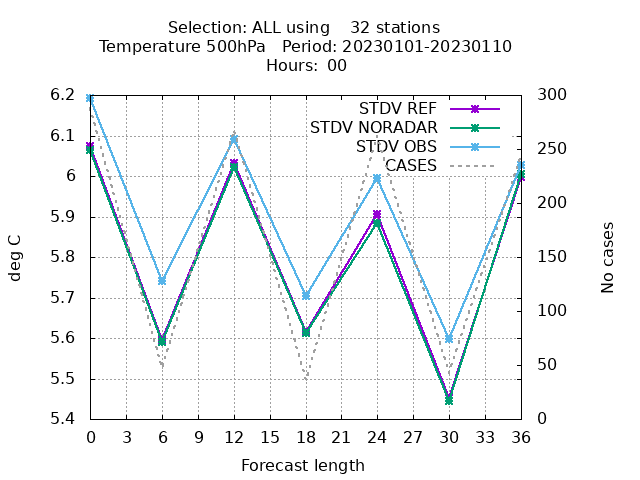 Selection: ALL using    32 stations
Temperature 500hPa   Period: 20230101-20230110
Hours:  00
6.2
6.1
6
5.9
5.8
5.7
5.6
5.5
5.4
deg C
STDV REF
STDV NORADAR
STDV OBS
CASES
300
250
200
150
100
50
0
No cases
0 3 6 9 12 15 18 21 24 27 30 33 36
Forecast length